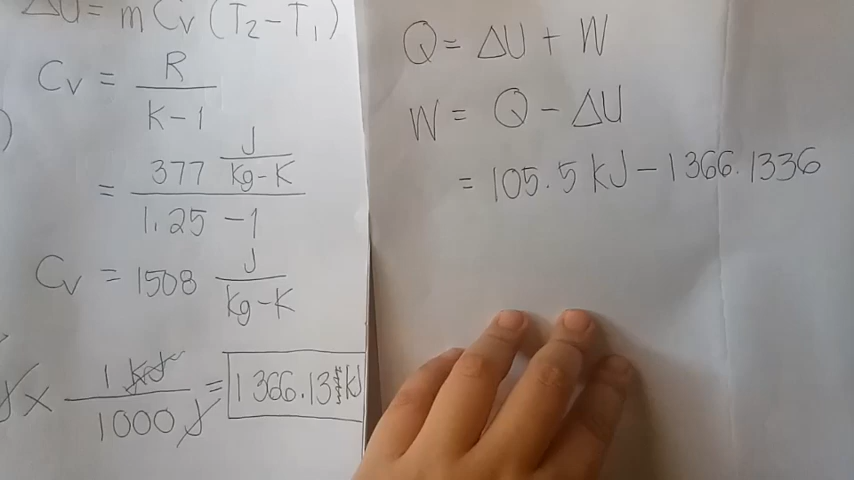 ΔU = m Cv (T2 - T1)
Cv = R
K - 1
= 377 J
kg-K
1.25 - 1
Cv = 1508 J
kg-K
J × 1 kJ
1000 J
= 1366.13 kJ
Q = ΔU + W
W = Q - ΔU
= 105.5 kJ - 1366.1336